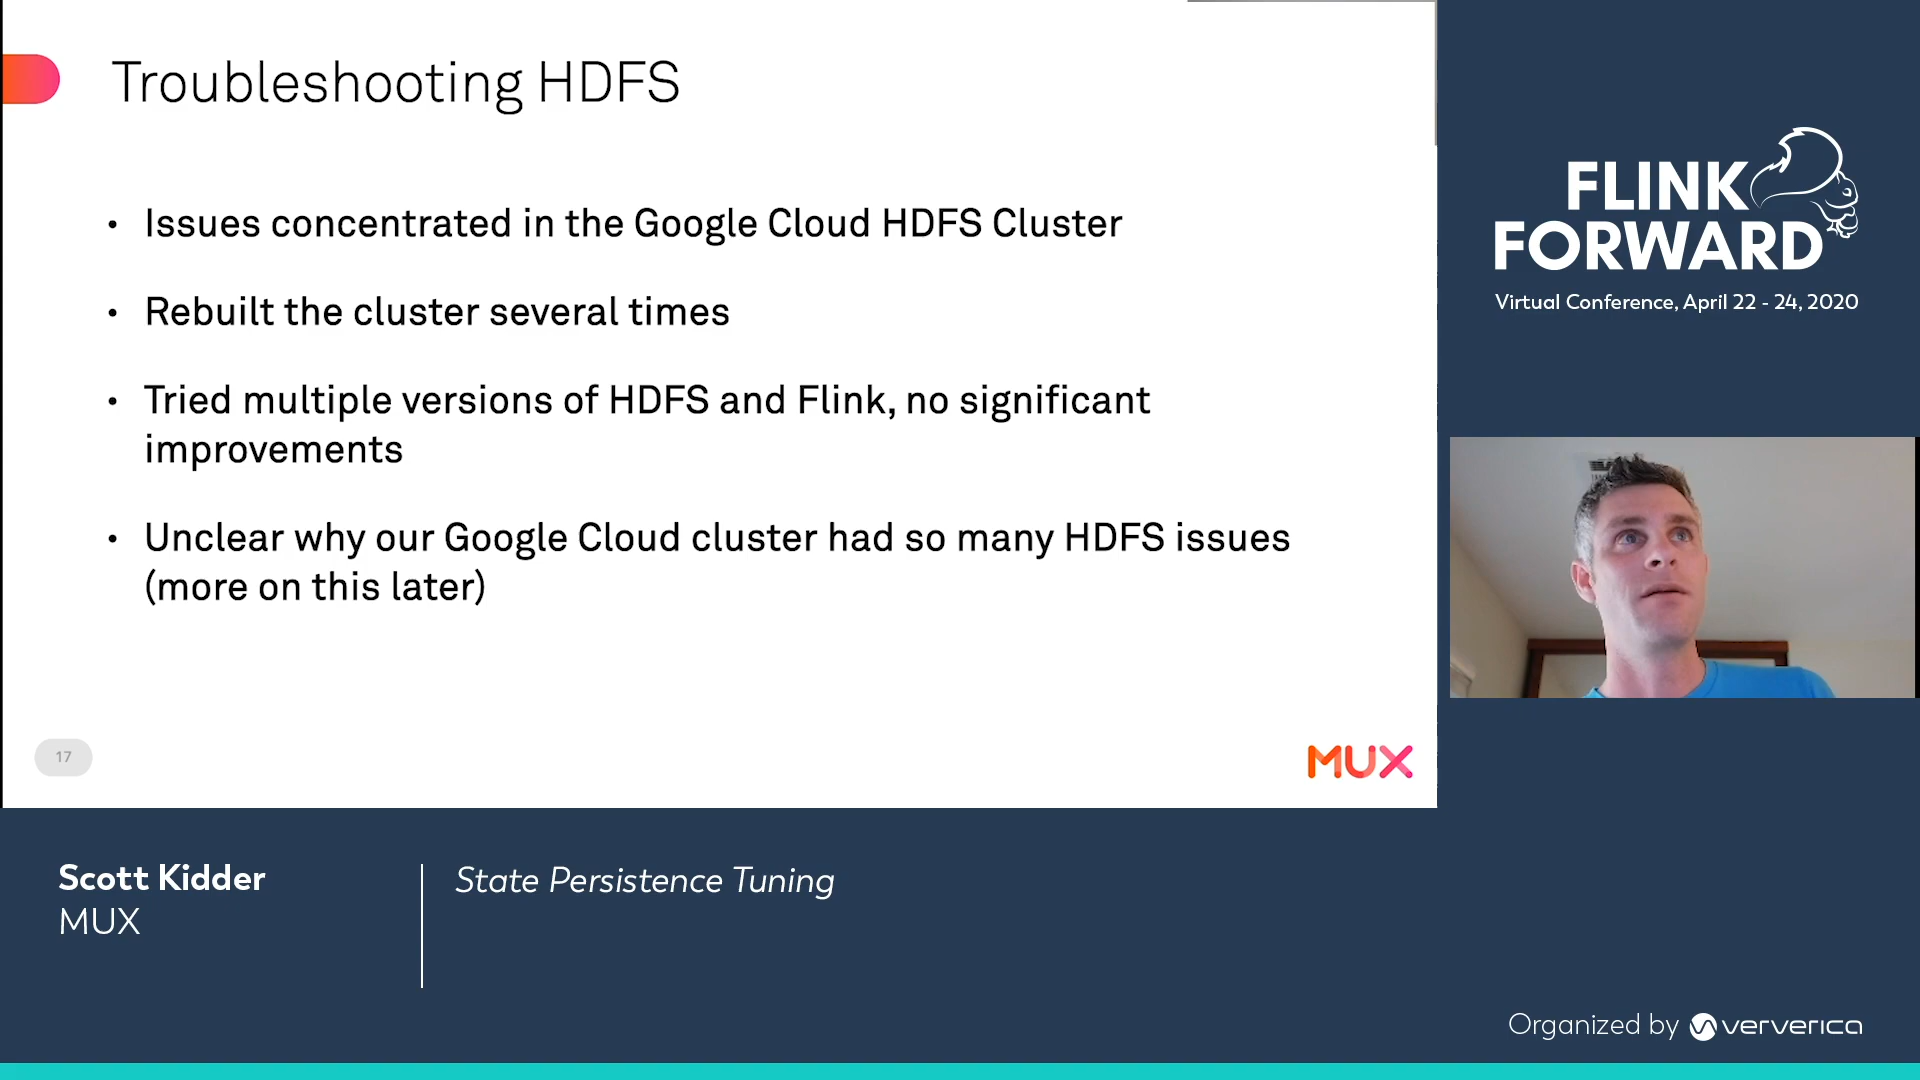 Troubleshooting HDFS
• Issues concentrated in the Google Cloud HDFS Cluster
• Rebuilt the cluster several times
• Tried multiple versions of HDFS and Flink, no significant
improvements
• Unclear why our Google Cloud cluster had so many HDFS issues
(more on this later)
17
MUX
FLINK
FORWARD
Virtual Conference, April 22 - 24, 2020
Scott Kidder
MUX
State Persistence Tuning
Organized by ververica